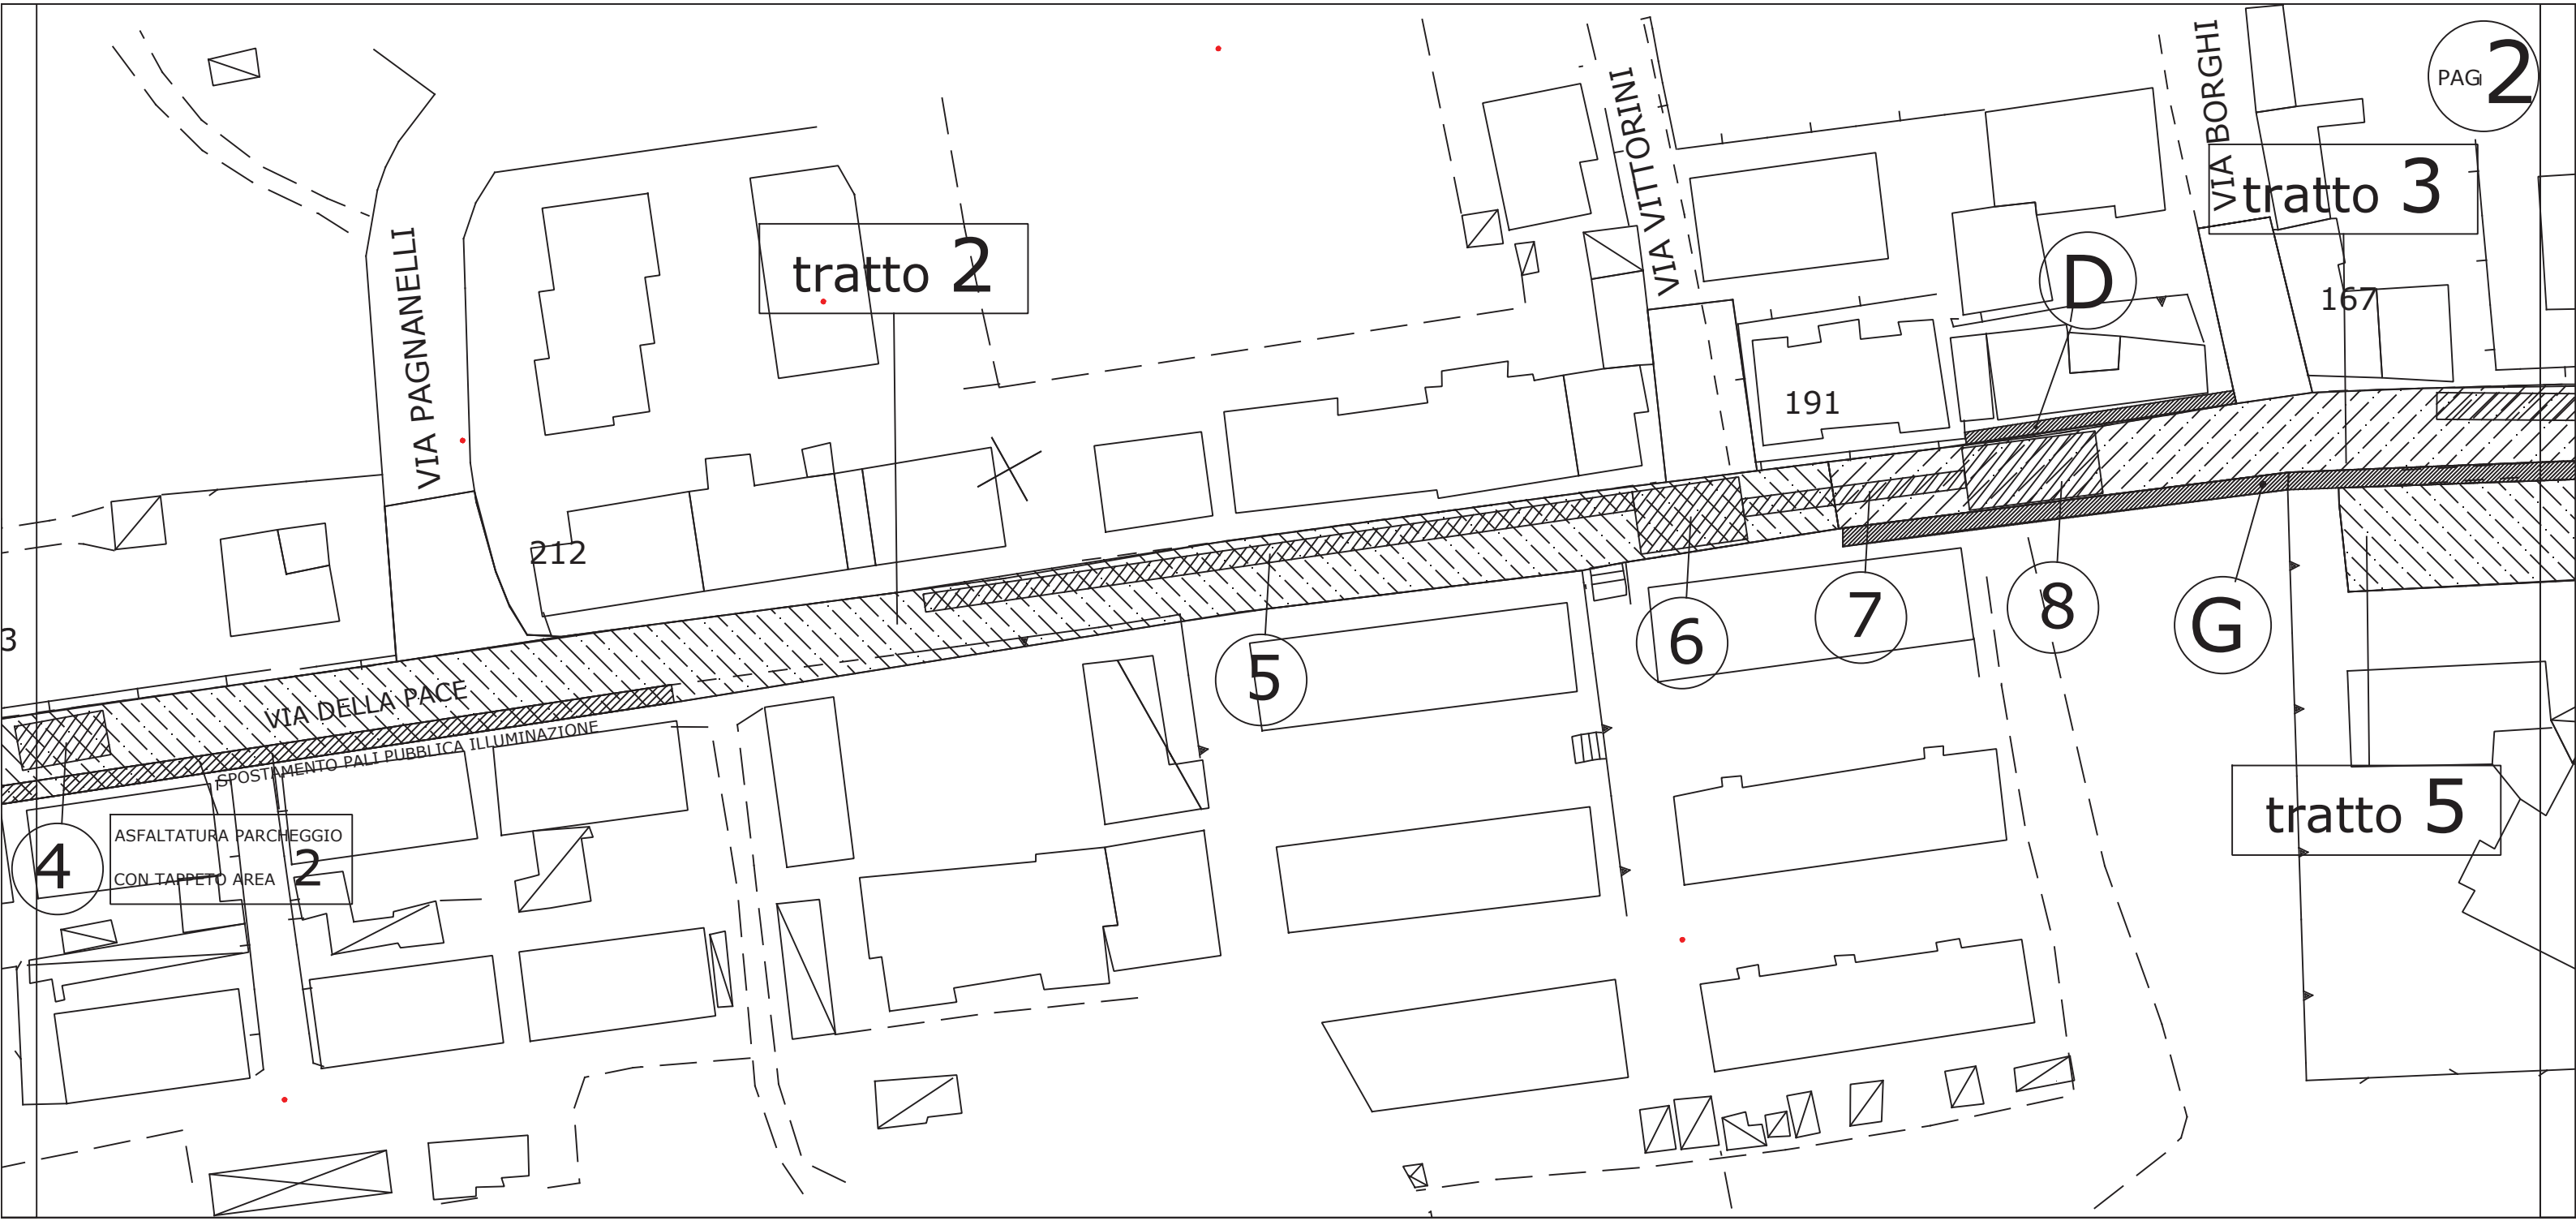 VIA BORGHI
PAG 2
VIA VITTORINI
tratto 3
VIA PAGNANELLI
tratto 2
D
167
191
212
3
VIA DELLA PACE
SPOSTAMENTO PALI PUBBLICA ILLUMINAZIONE
5
6
7
8
G
4
ASFALTATURA PARCHEGGIO
CON TAPPETO AREA 2
tratto 5